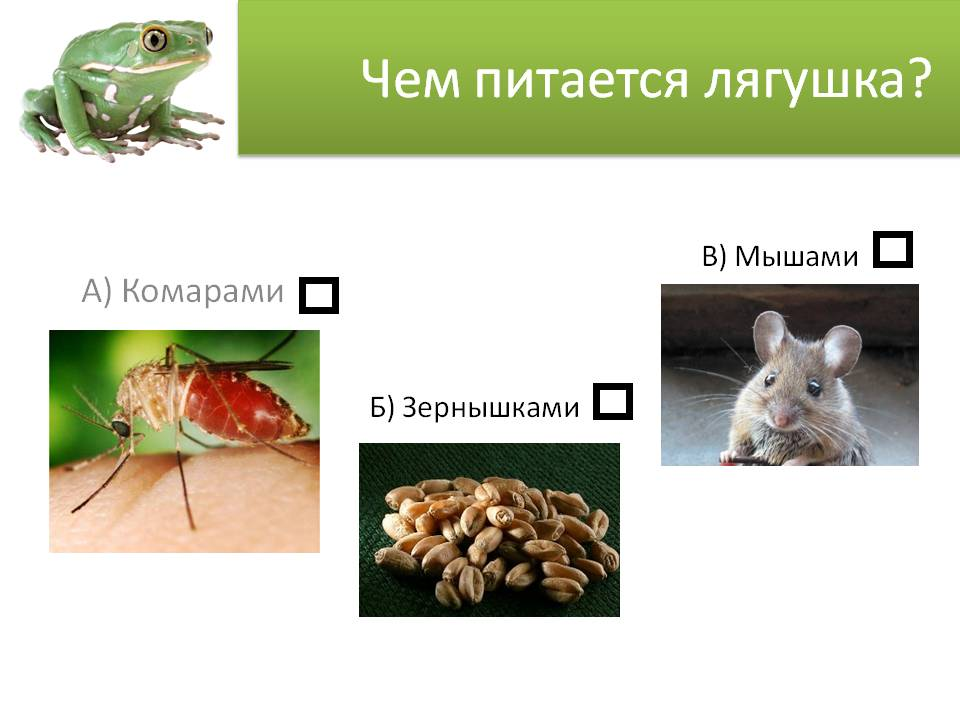 Чем питается лягушка?
А) Комарами
Б) Зернышками
В) Мышами